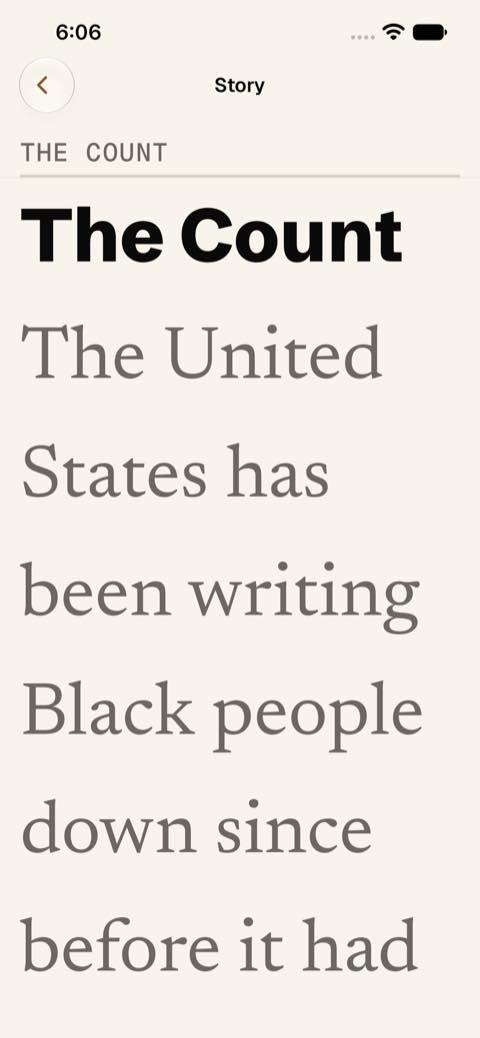 6:06
Story
THE COUNT
The Count
The United
States has
been writing
Black people
down since
before it had